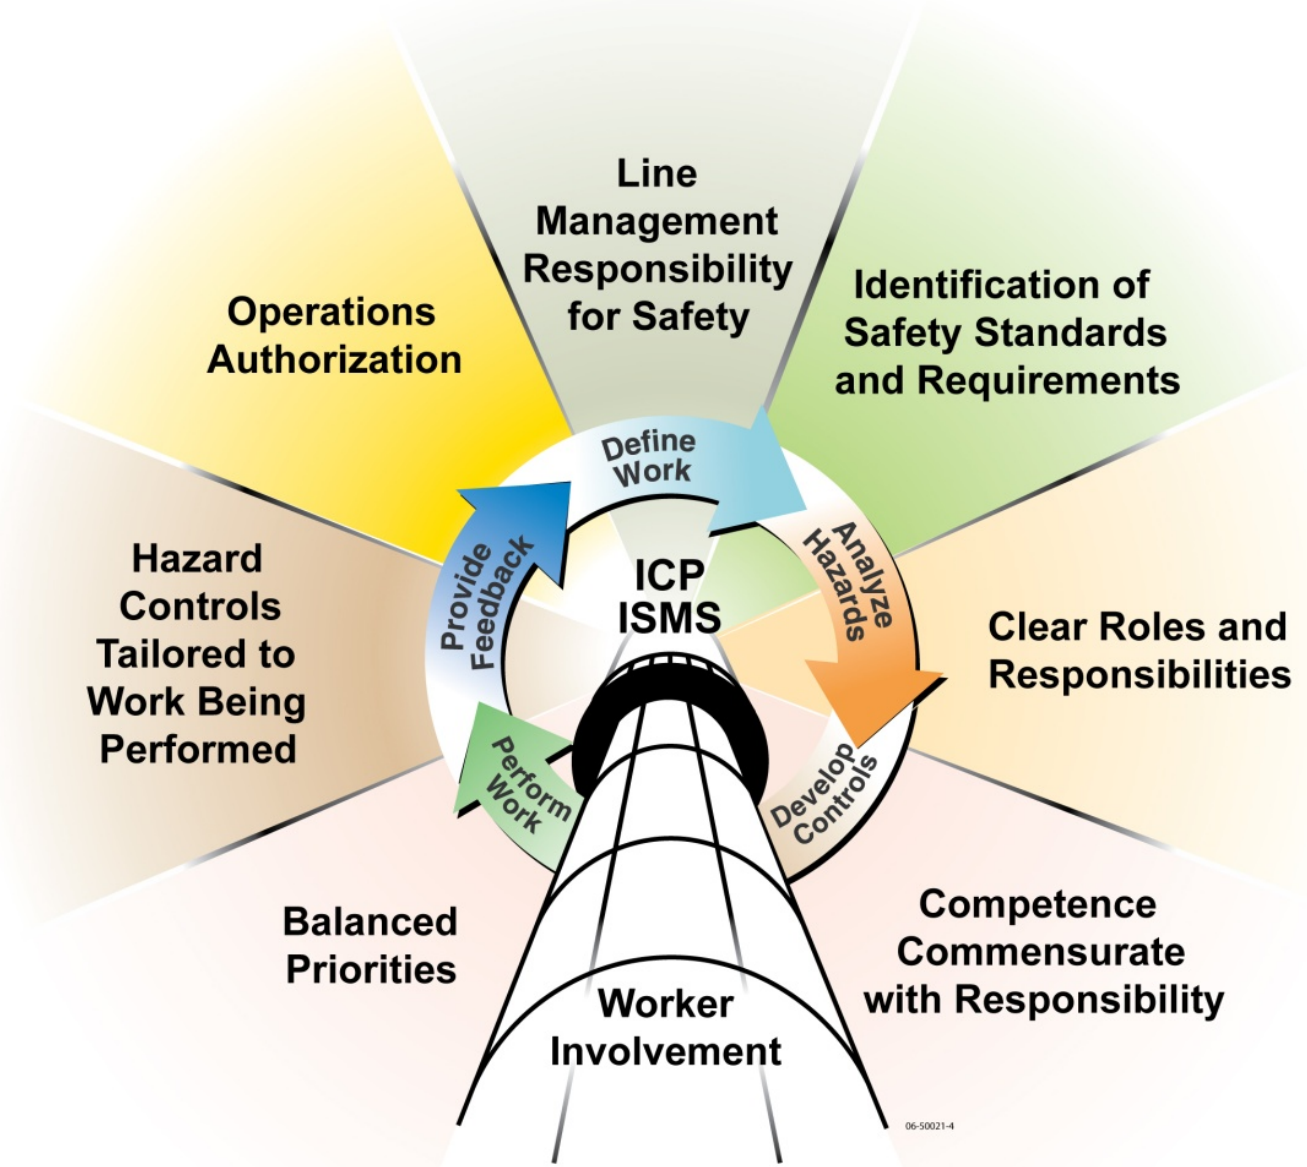 Line
Management
Responsibility
for Safety
Identification of
Safety Standards
and Requirements
Clear Roles and
Responsibilities
Competence
Commensurate
with Responsibility
Worker
Involvement
Balanced
Priorities
Hazard
Controls
Tailored to
Work Being
Performed
Operations
Authorization
Define
Work
Analyze
Hazards
Develop
Controls
Perform
Work
Provide
Feedback
ICP
ISMS
06-50021-4